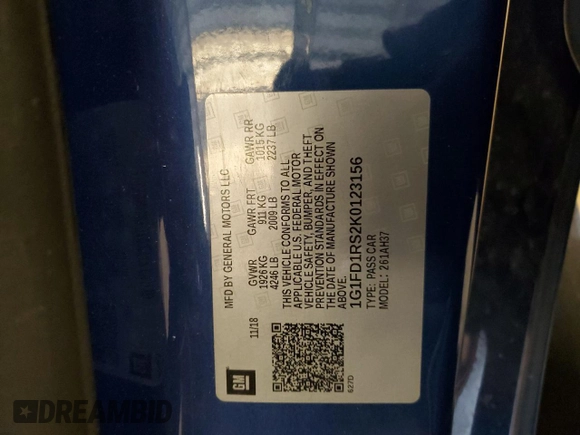 MFD BY GENERAL MOTORS LLC
11/18
GVWR GAWR FRT GAWR RR
1926 KG 911 KG 1015 KG
4246 LB 2009 LB 2237 LB
THIS VEHICLE CONFORMS TO ALL
APPLICABLE U.S. FEDERAL MOTOR
VEHICLE SAFETY, BUMPER, AND THEFT
PREVENTION STANDARDS IN EFFECT ON
THE DATE OF MANUFACTURE SHOWN
ABOVE.
1G1FD1RS2K0123156
TYPE: PASS CAR
MODEL: 261AH37
GM
627D
DREAMBID